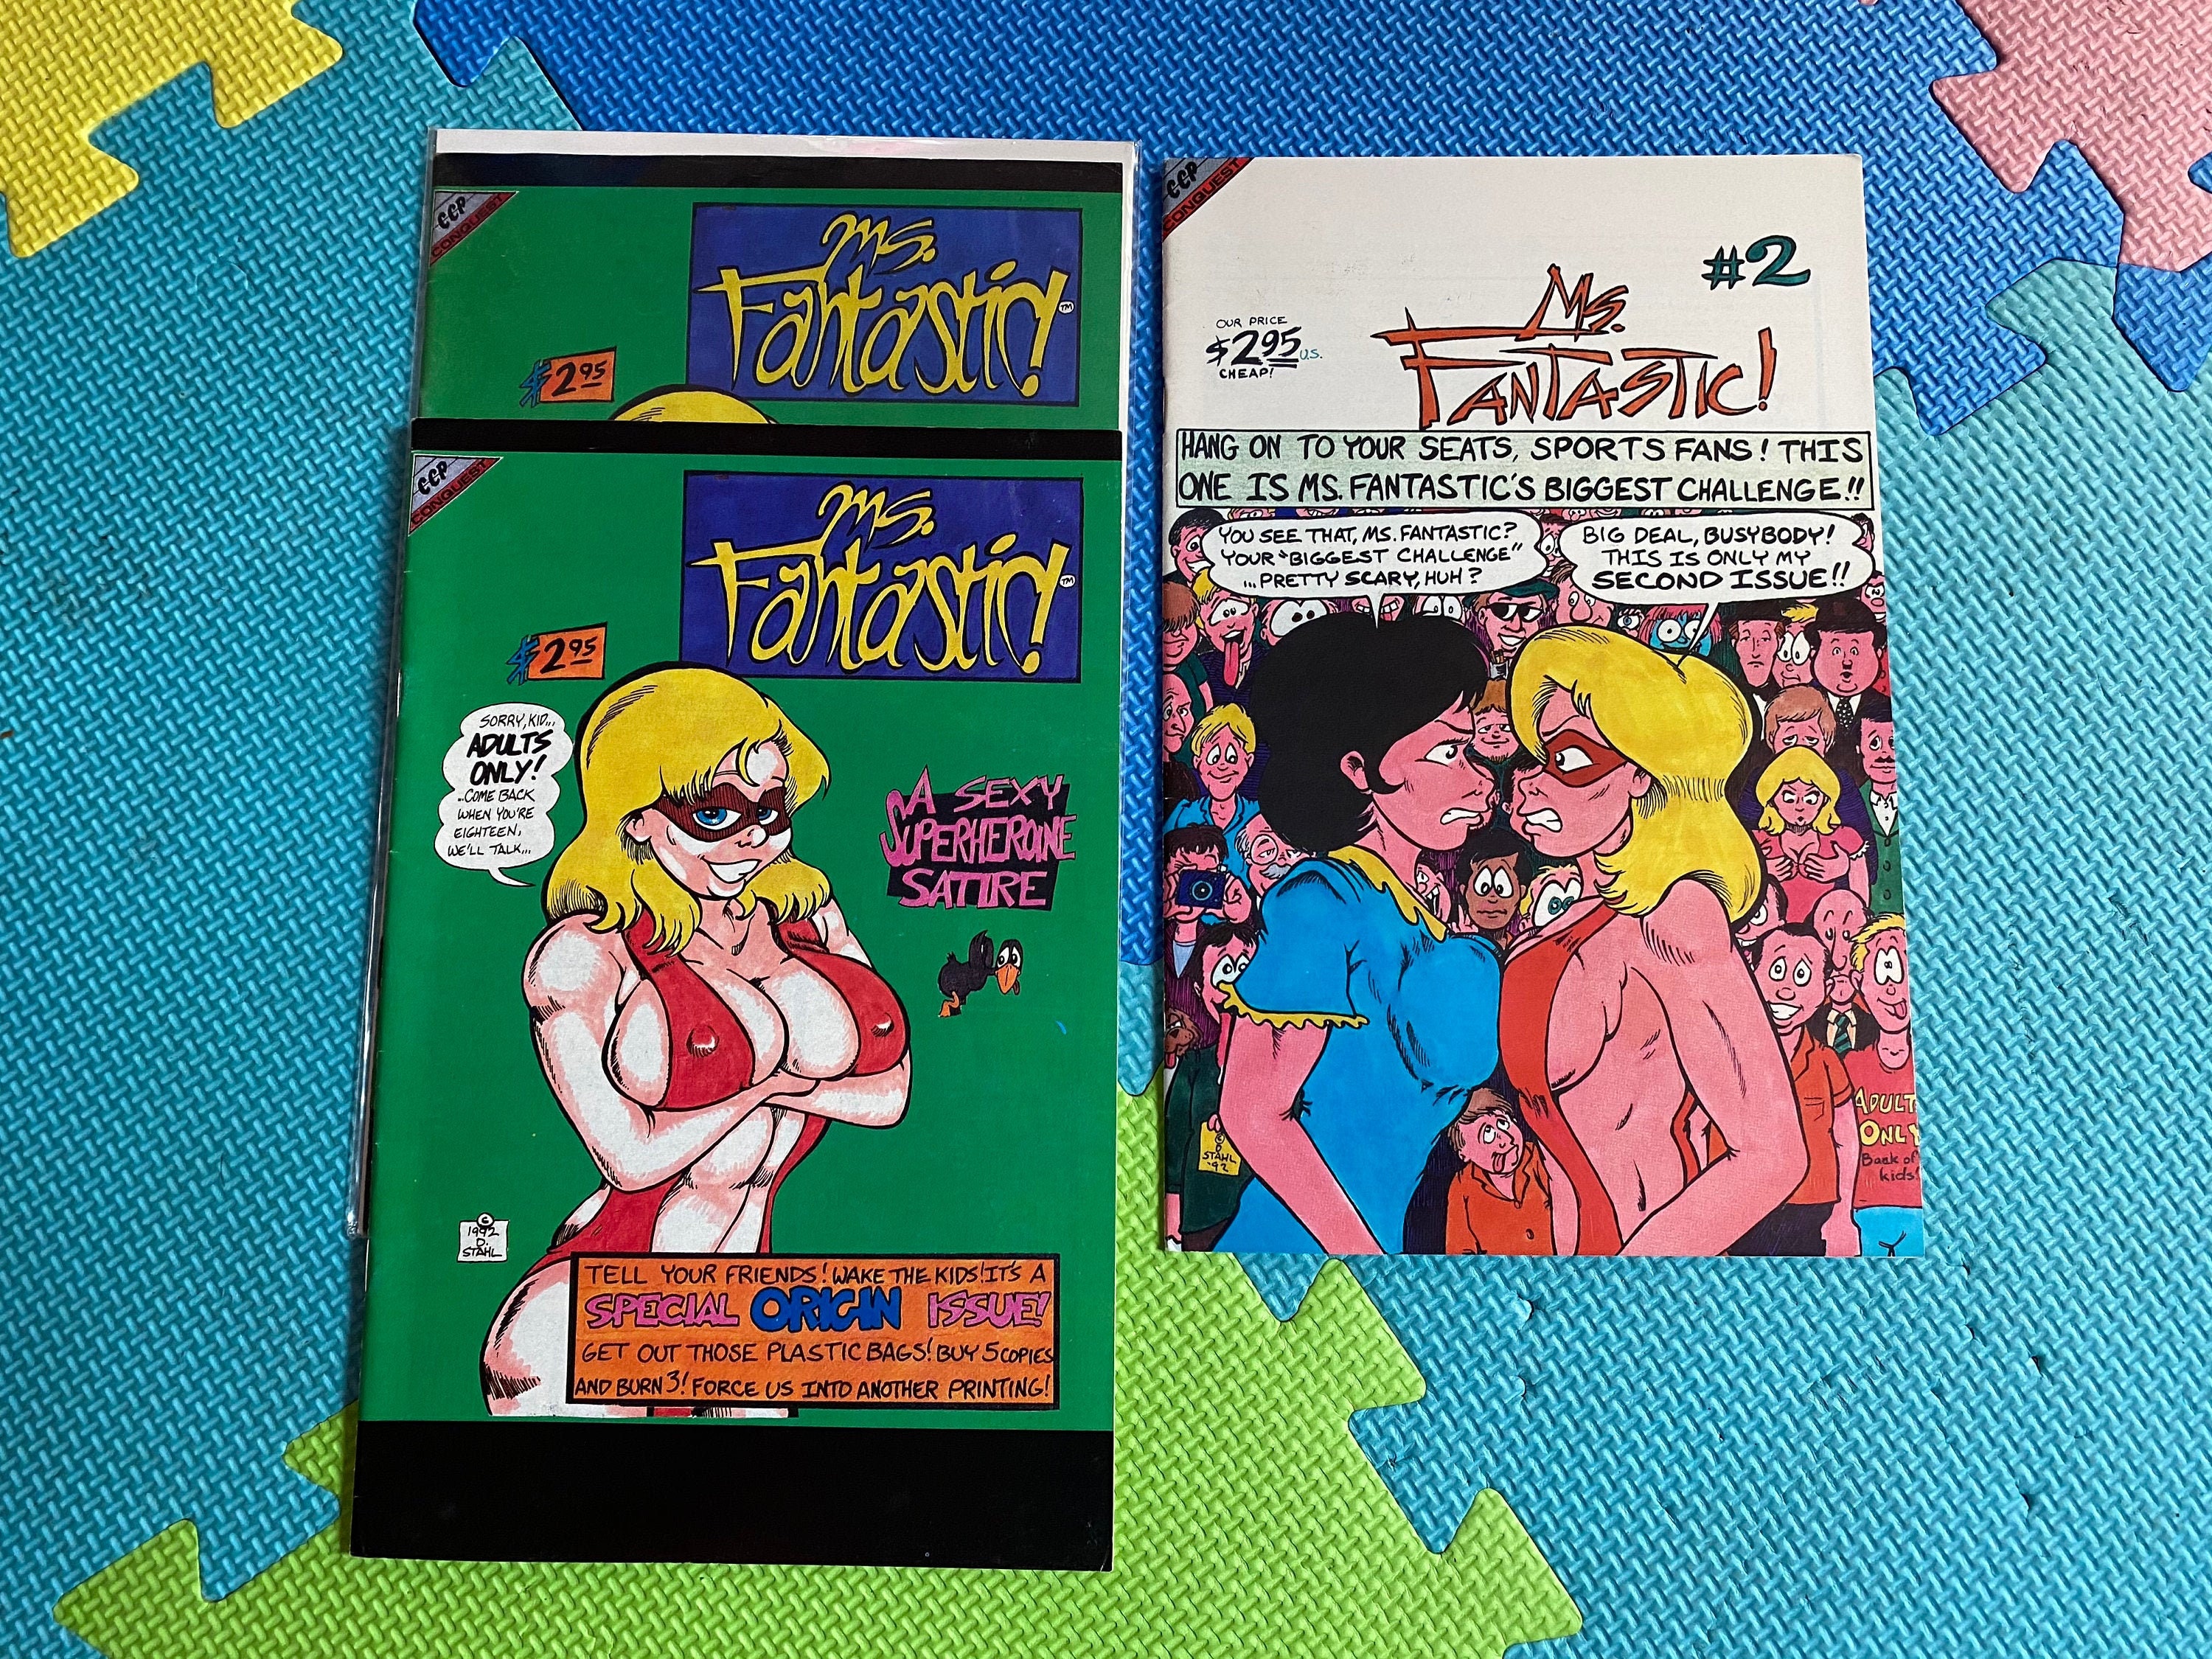 CCP
CONQUEST
Ms.
Fantastic!
TM
$2.95
CCP
CONQUEST
Ms.
Fantastic!
TM
$2.95
SORRY, KID...
ADULTS
ONLY!
..COME BACK
WHEN YOU'RE
EIGHTEEN,
WE'LL TALK...
A SEXY
SUPERHEROINE
SATIRE
©
1992
D.
STAHL
TELL YOUR FRIENDS! WAKE THE KIDS! IT'S A
SPECIAL ORIGIN ISSUE!
GET OUT THOSE PLASTIC BAGS! BUY 5 COPIES
AND BURN 3! FORCE US INTO ANOTHER PRINTING!
CCP
CONQUEST
#2
OUR PRICE
$2.95 U.S.
CHEAP!
Ms.
FANTASTIC!
HANG ON TO YOUR SEATS, SPORTS FANS! THIS
ONE IS MS. FANTASTIC'S BIGGEST CHALLENGE!!
YOU SEE THAT, MS. FANTASTIC?
YOUR "BIGGEST CHALLENGE"
...PRETTY SCARY, HUH?
BIG DEAL, BUSYBODY!
THIS IS ONLY MY
SECOND ISSUE!!
©
D
STAHL
'92
ADULTS
ONLY
Book of
kids!